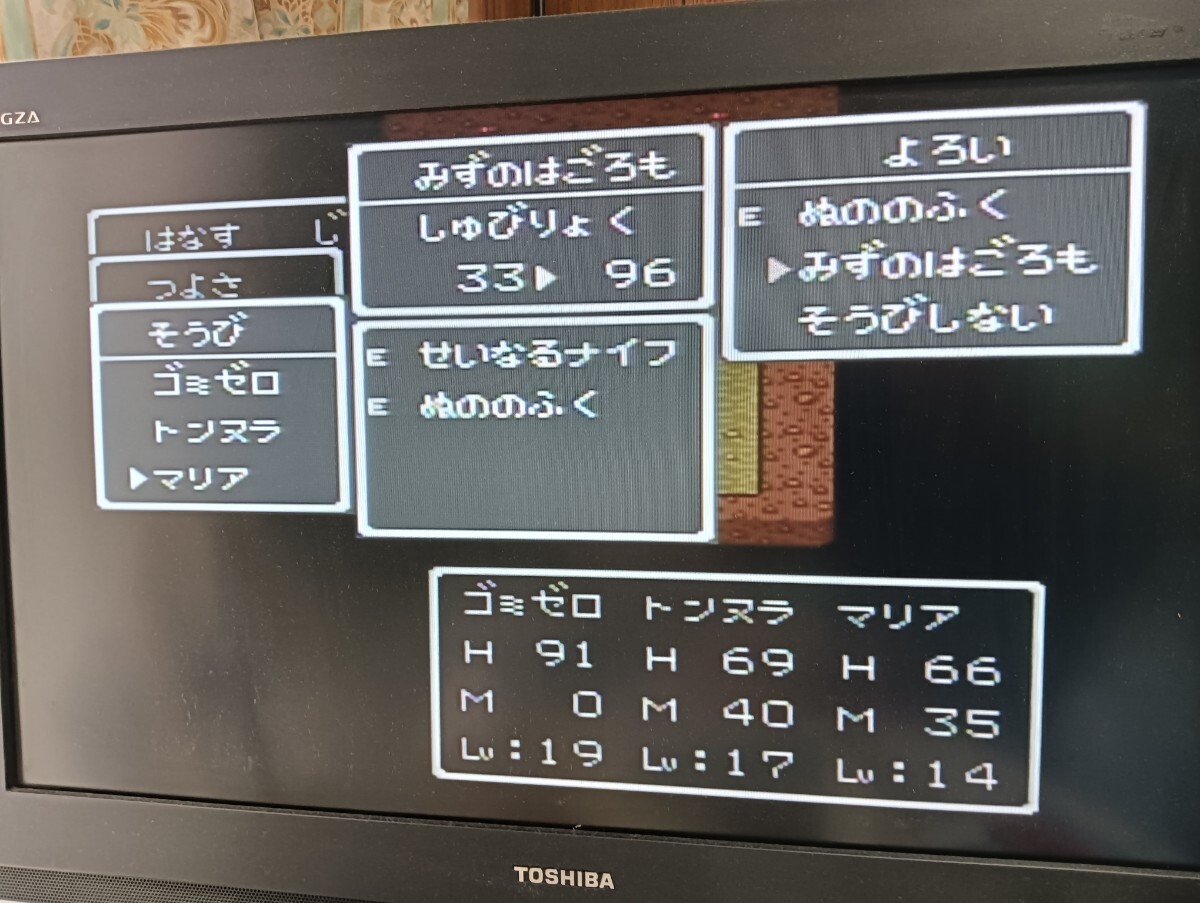 GZA
はなす じ
つよさ
そうび
ゴミゼロ
トンヌラ
▶マリア
みずのはごろも
しゅびりょく
33▶ 96
E せいなるナイフ
E ぬののふく
よろい
E ぬののふく
▶みずのはごろも
そうびしない
ゴミゼロ トンヌラ マリア
H 91 H 69 H 66
M 0 M 40 M 35
Lv:19 Lv:17 Lv:14
TOSHIBA